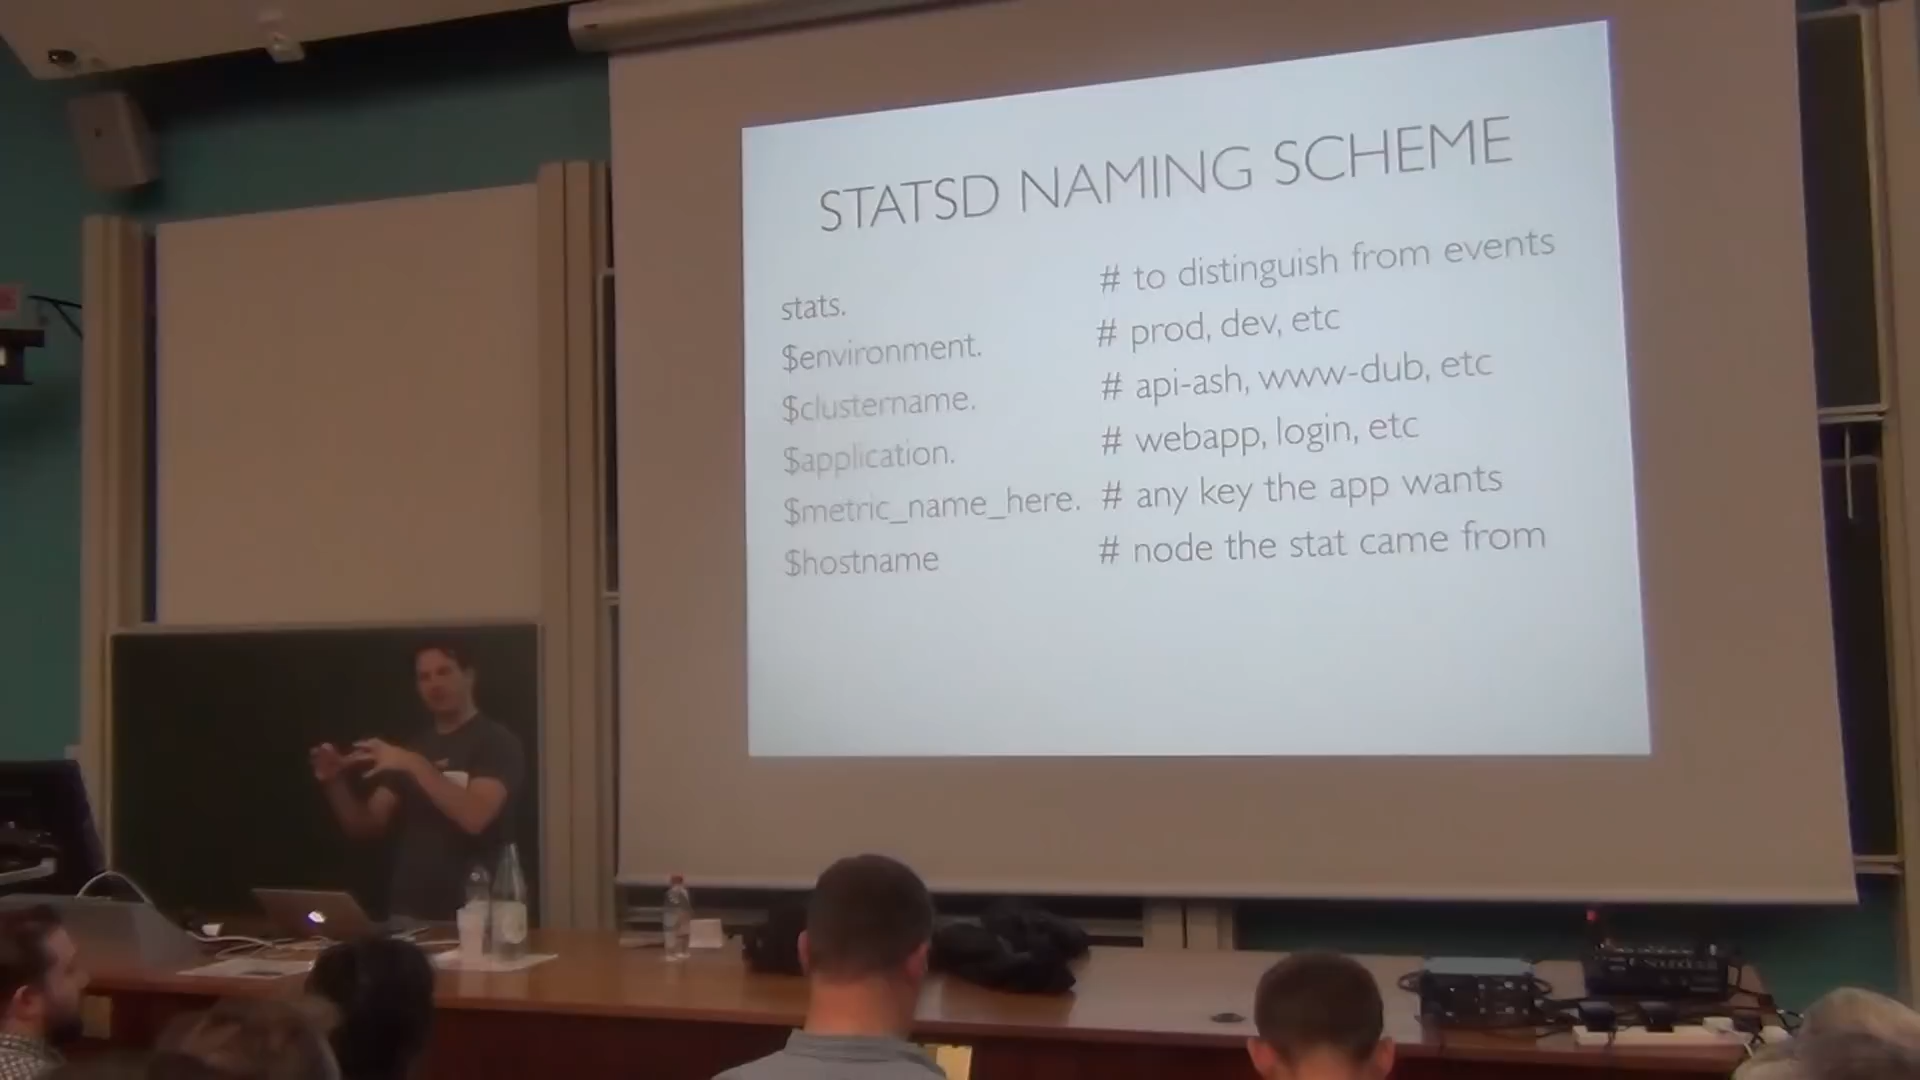 STATSD NAMING SCHEME
stats. # to distinguish from events
$environment. # prod, dev, etc
$clustername. # api-ash, www-dub, etc
$application. # webapp, login, etc
$metric_name_here. # any key the app wants
$hostname # node the stat came from